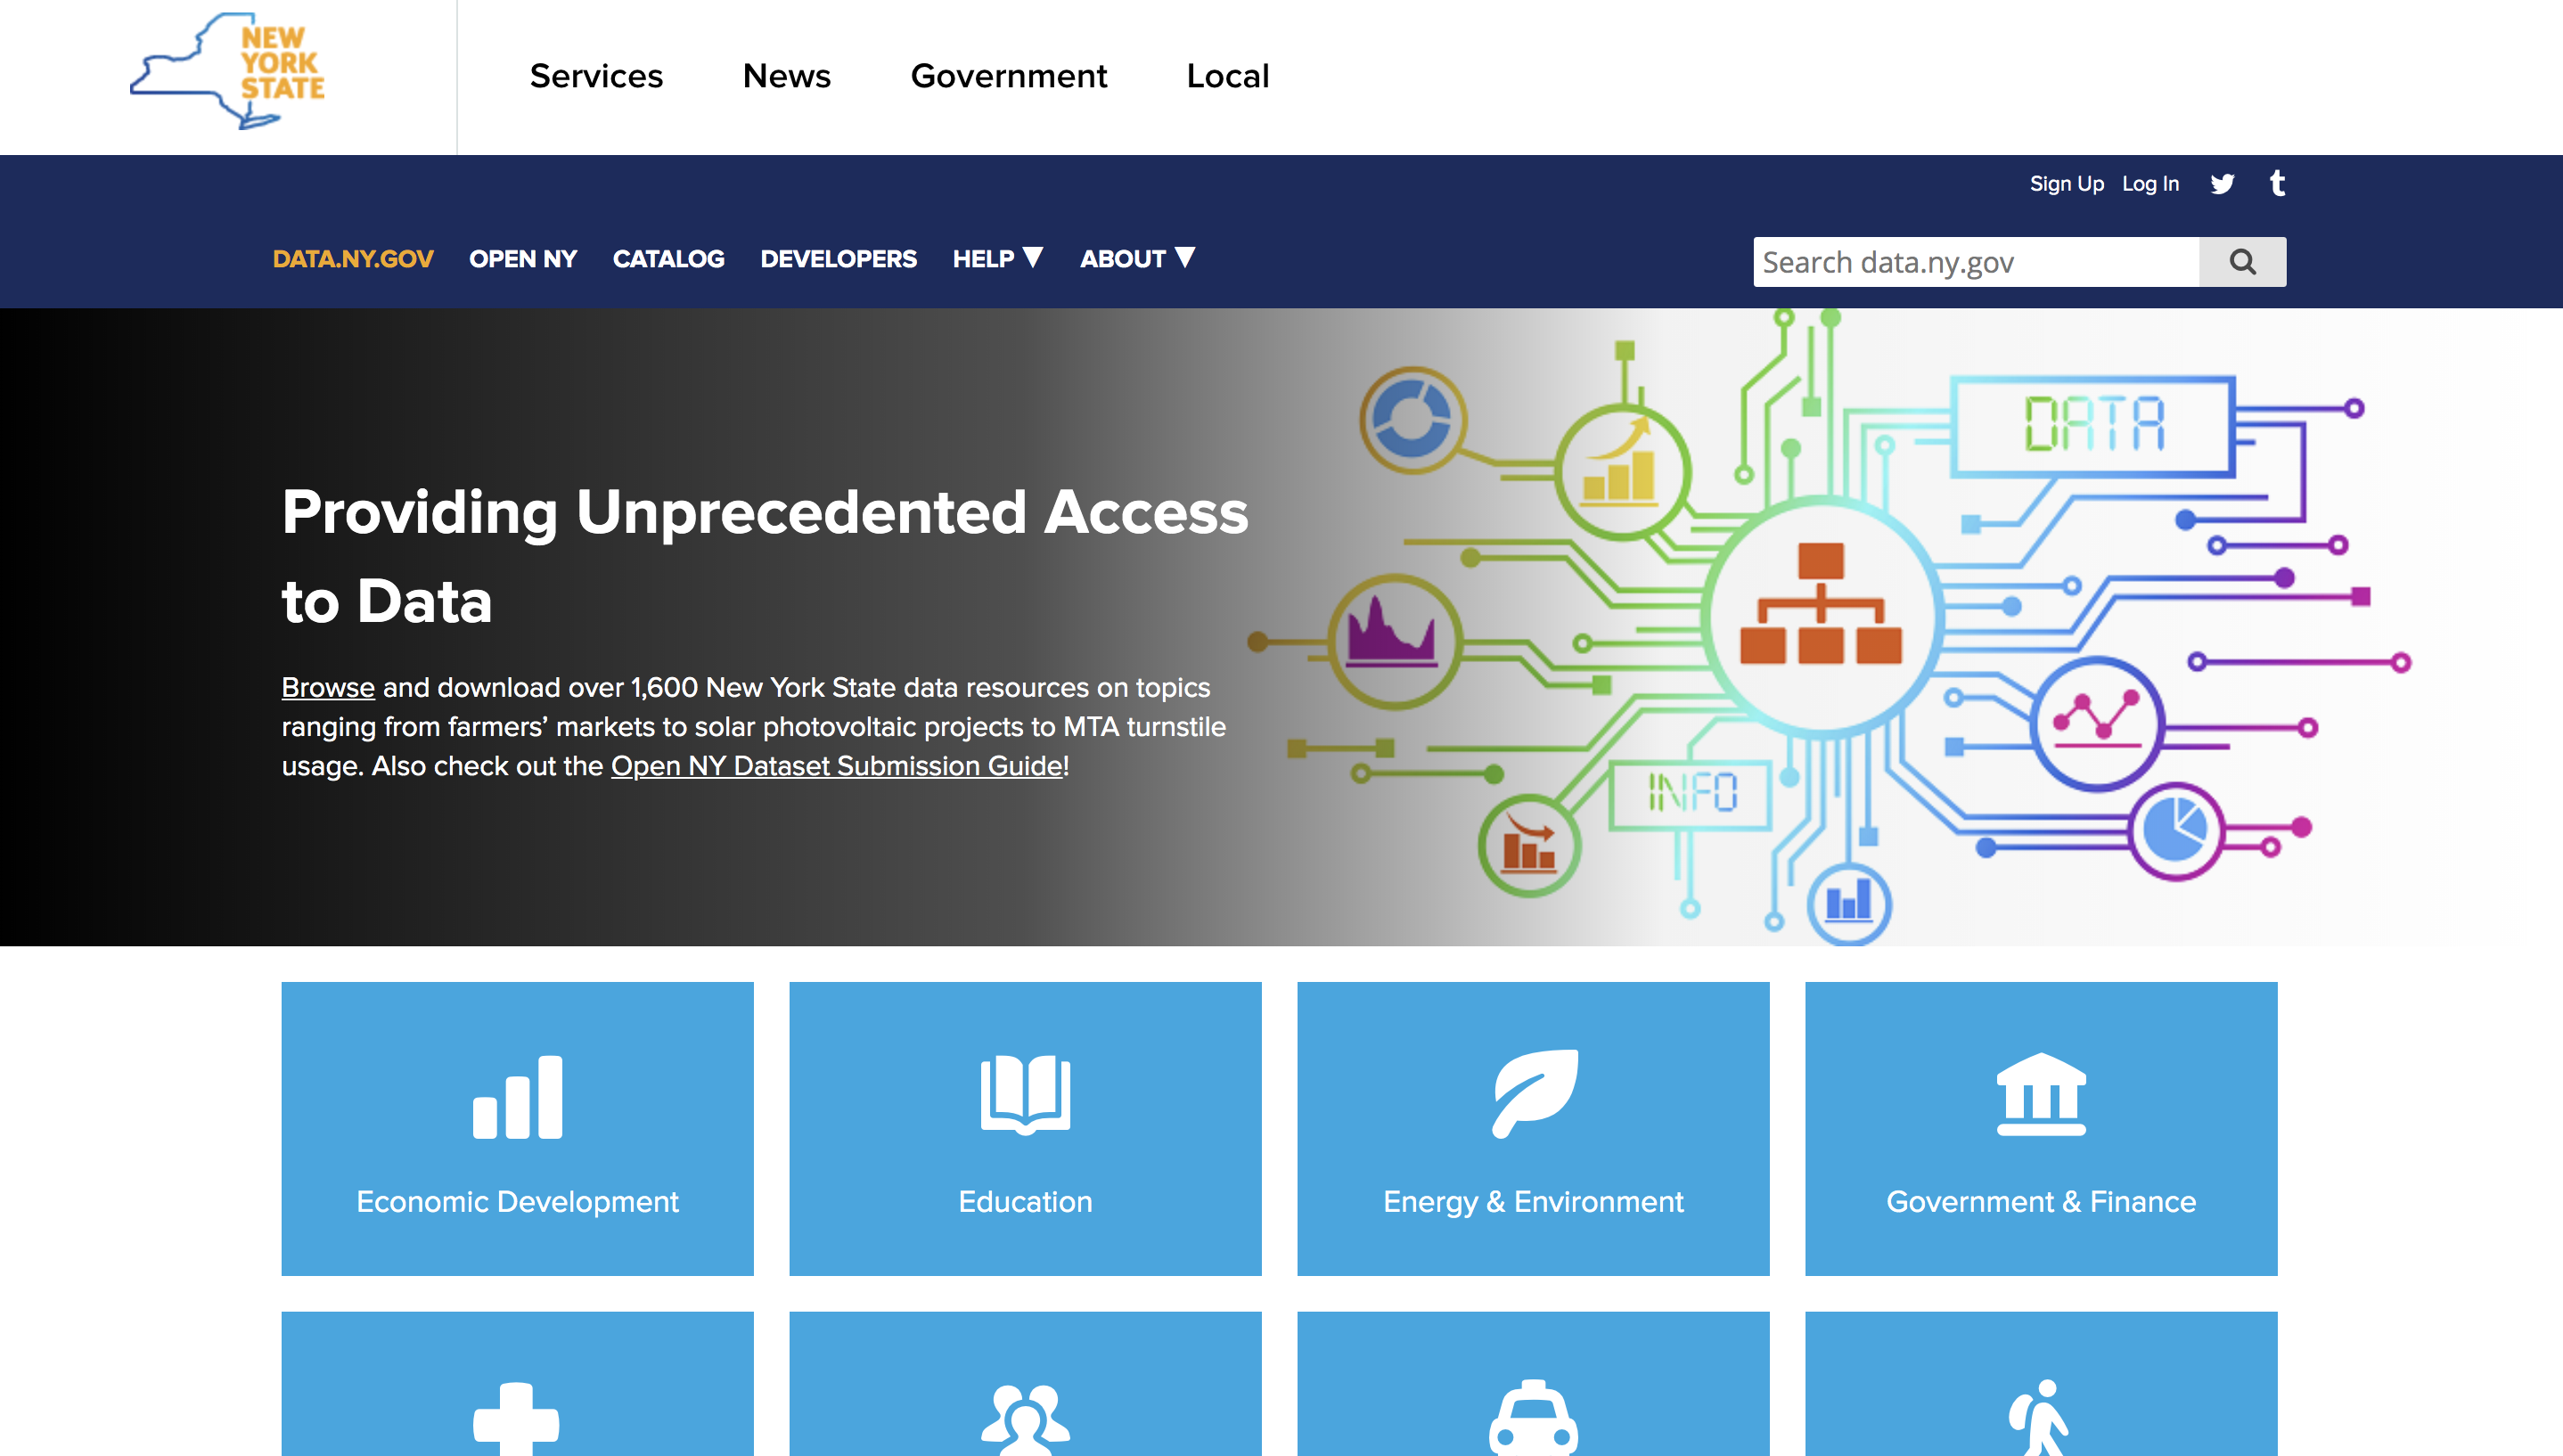 NEW
YORK
STATE
Services News Government Local
Sign Up Log In
DATA.NY.GOV OPEN NY CATALOG DEVELOPERS HELP ABOUT
Search data.ny.gov
Providing Unprecedented Access
to Data
Browse and download over 1,600 New York State data resources on topics
ranging from farmers’ markets to solar photovoltaic projects to MTA turnstile
usage. Also check out the Open NY Dataset Submission Guide!
DATA
INFO
Economic Development
Education
Energy & Environment
Government & Finance